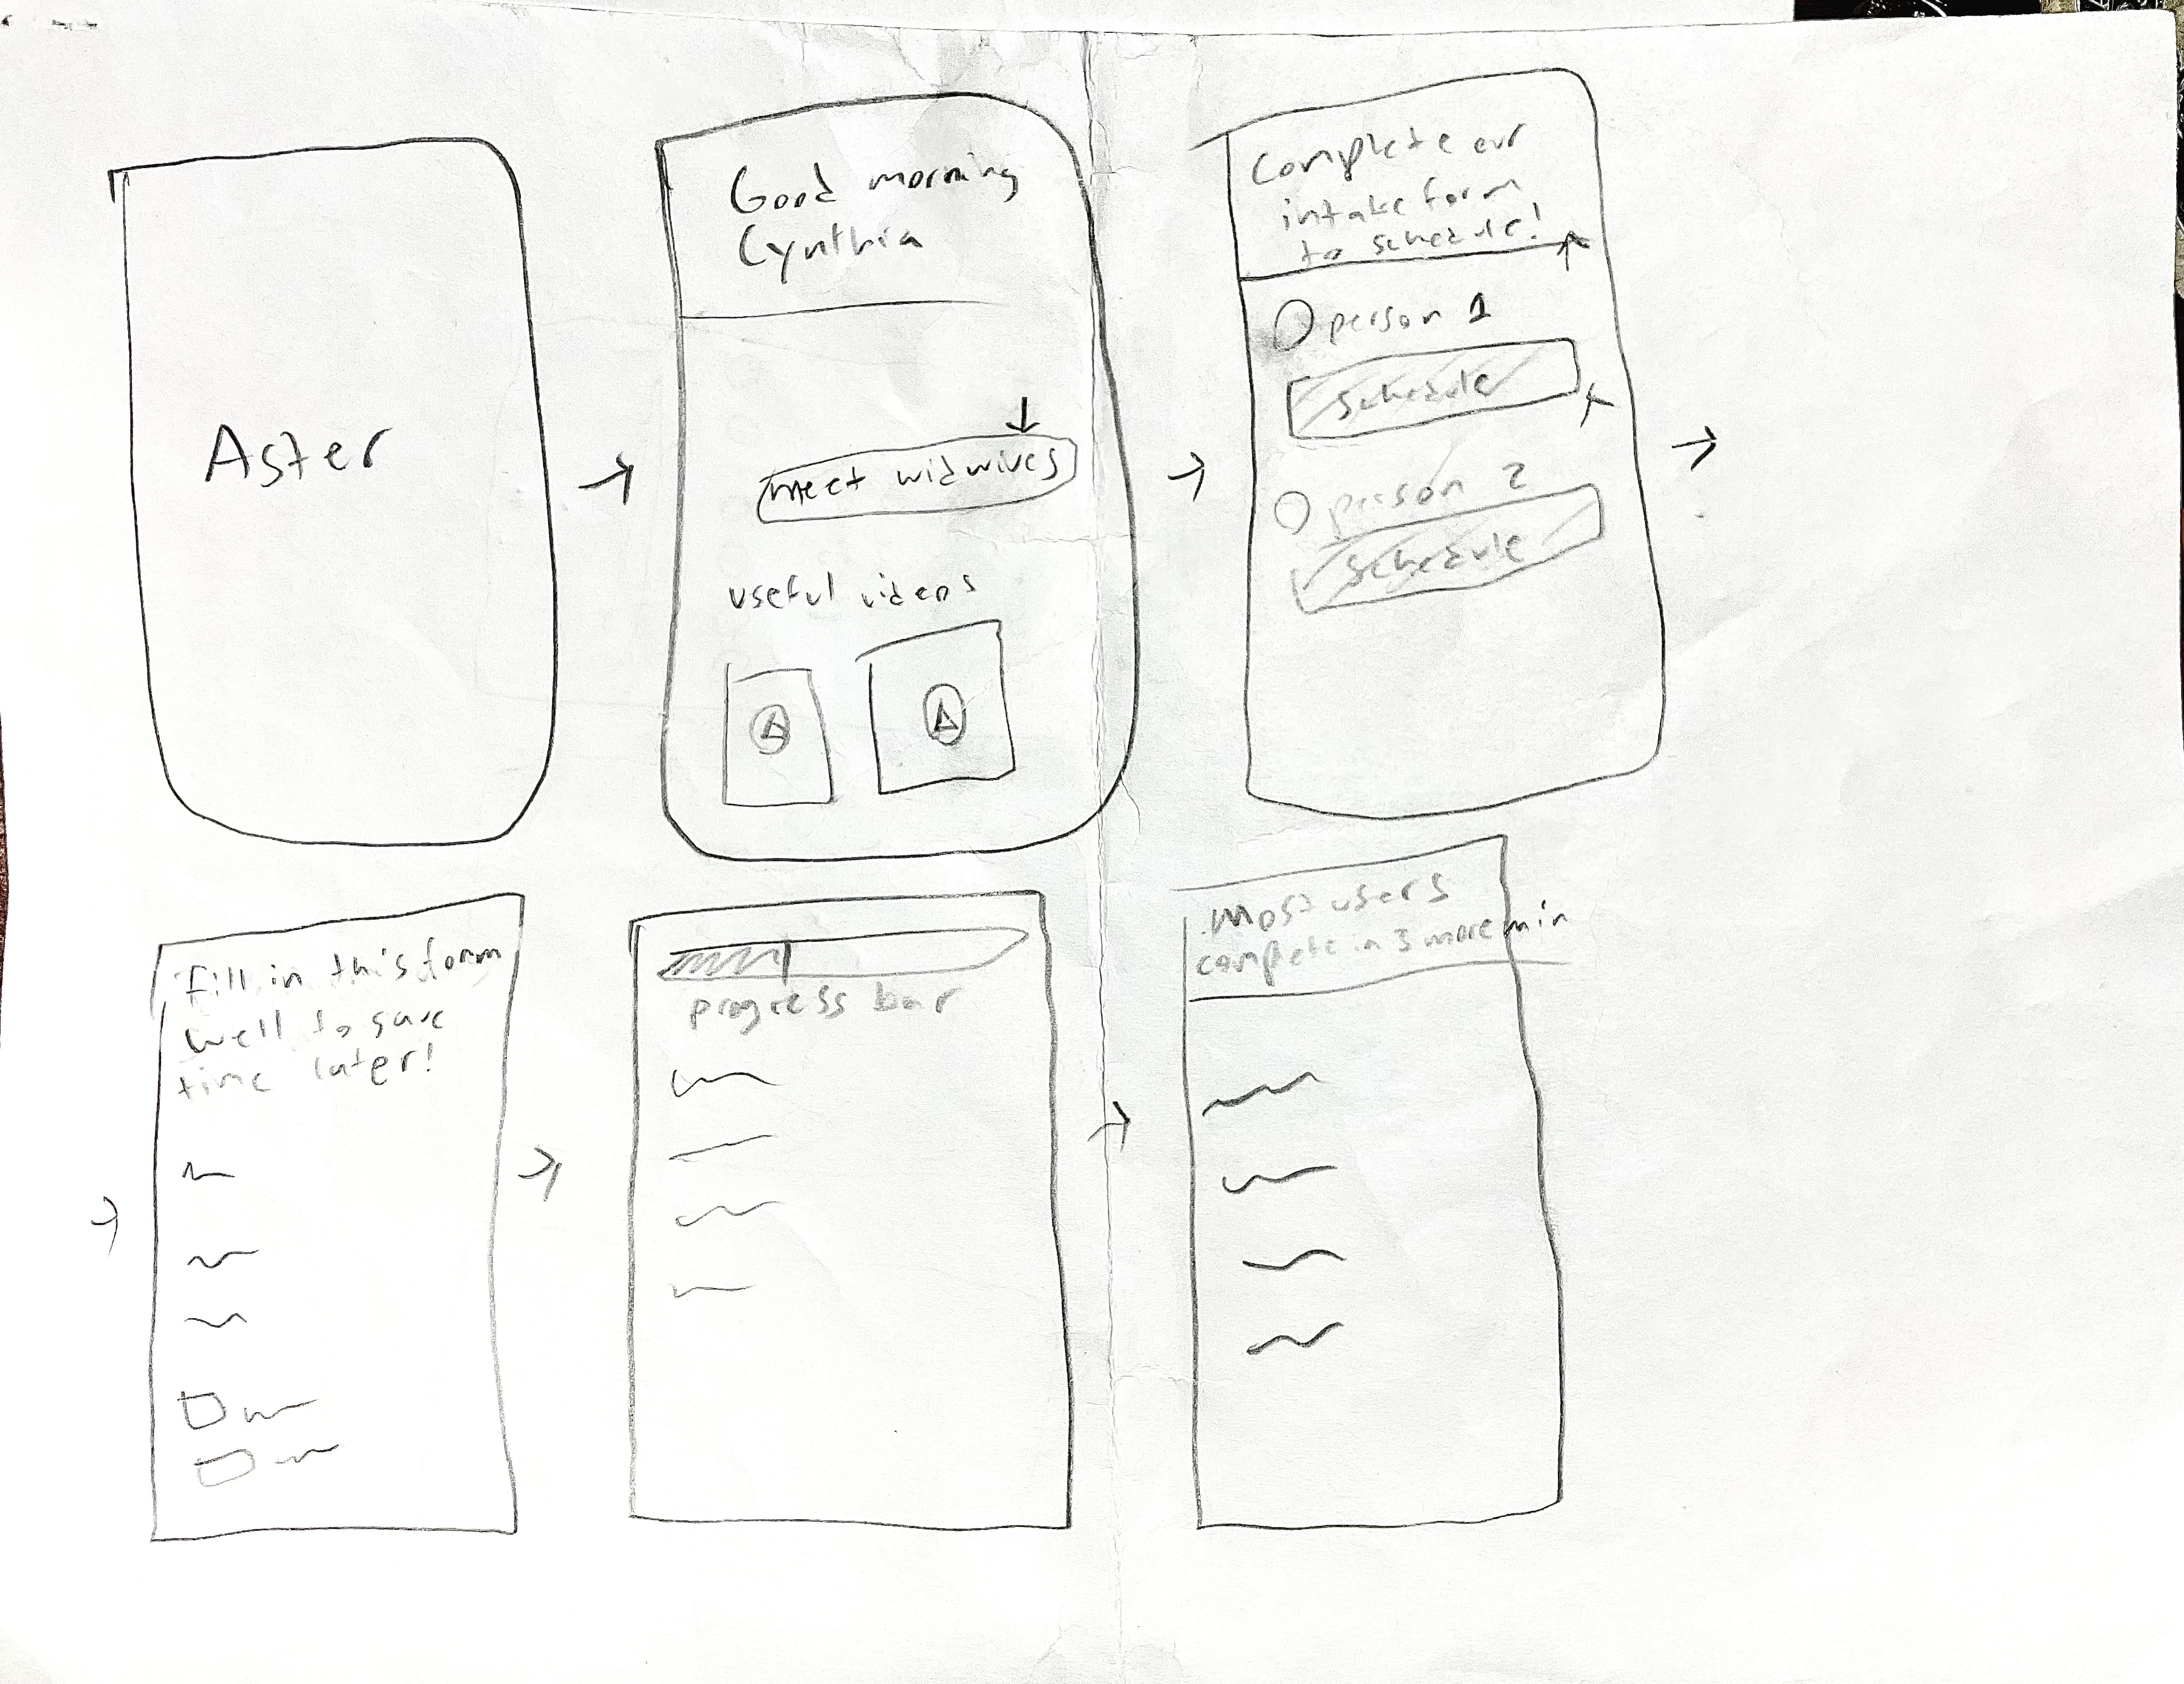 Aster
Good morning
Cynthia
meet widwives
useful videos
Complete our
intake form
to schedule!
person 1
Schedule
person 2
Schedule
Fill in this form
well to save
time later!
progress bar
Most users
complete in 3 more min